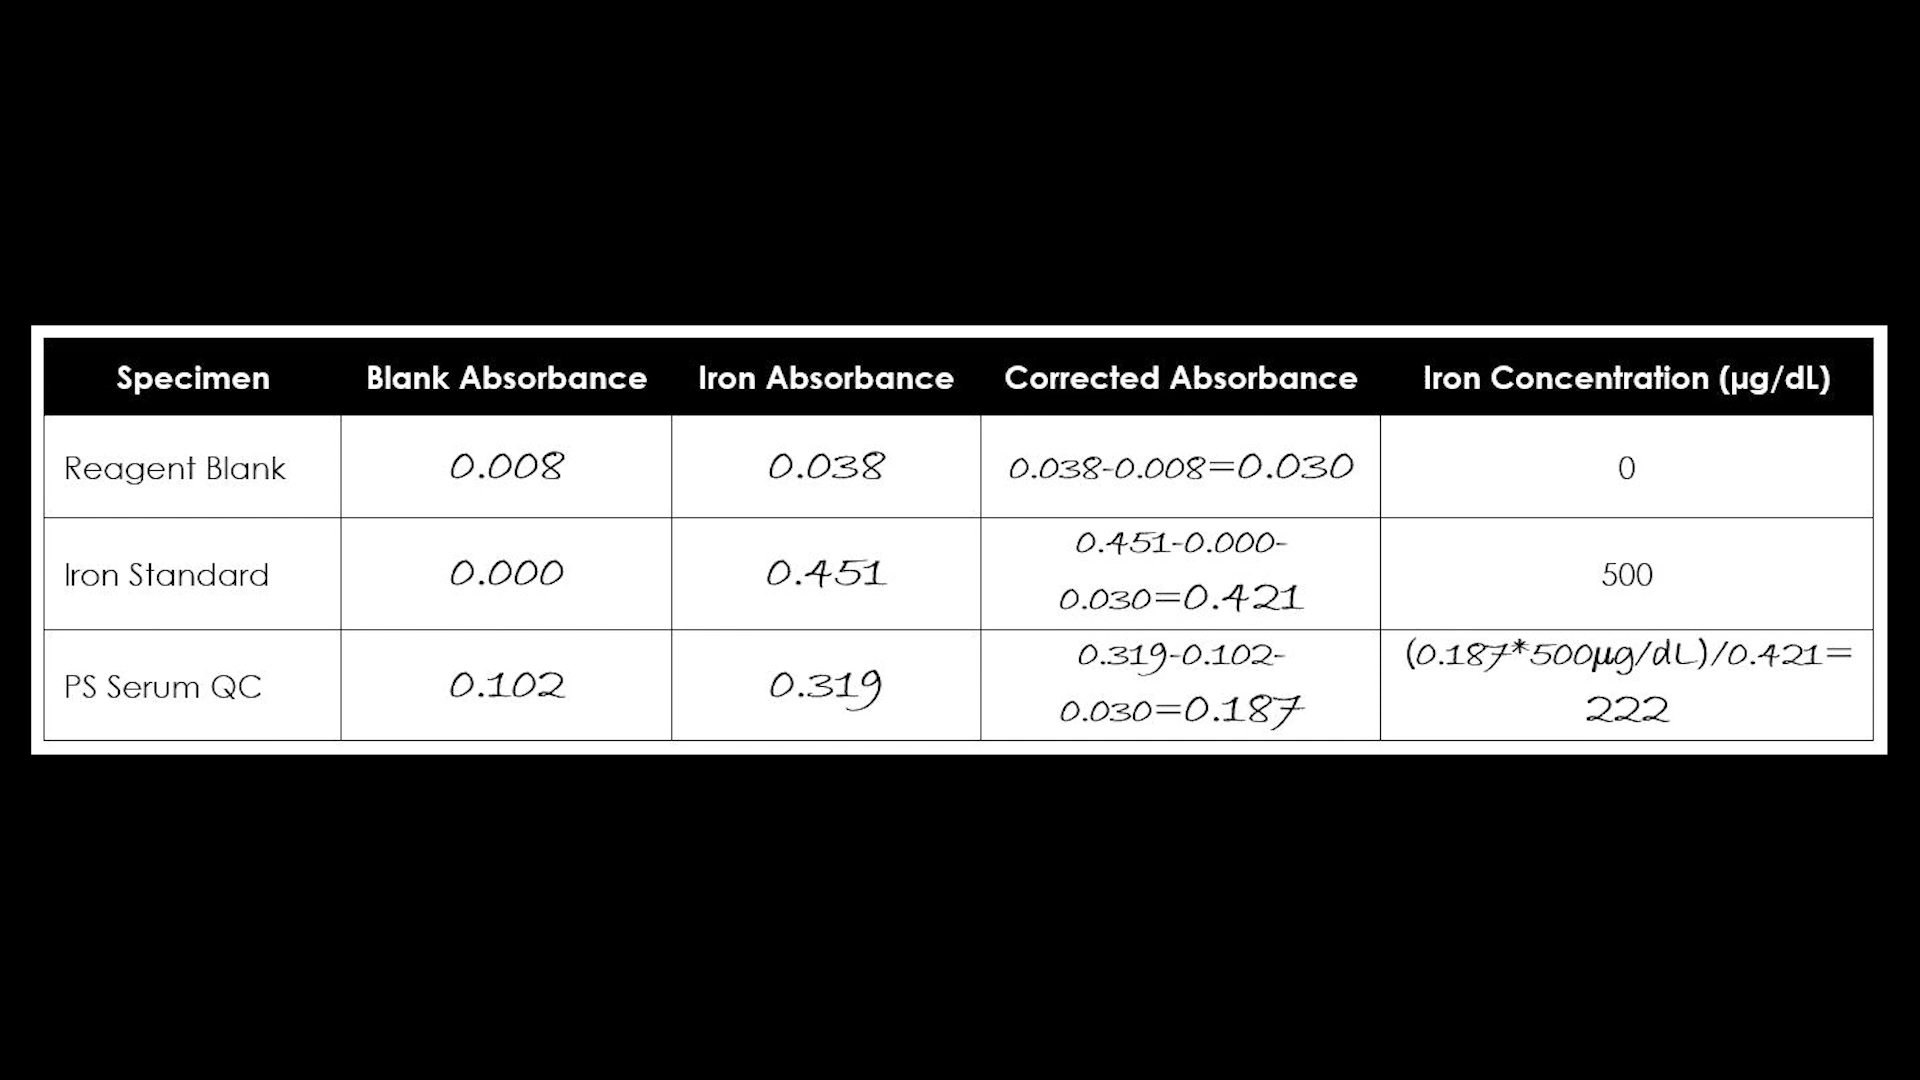 Specimen Blank Absorbance Iron Absorbance Corrected Absorbance Iron Concentration (µg/dL)
Reagent Blank 0.008 0.038 0.038-0.008=0.030 0
Iron Standard 0.000 0.451 0.451-0.000-
0.030=0.421 500
PS Serum QC 0.102 0.319 0.319-0.102-
0.030=0.187 (0.187*500µg/dL)/0.421=
222